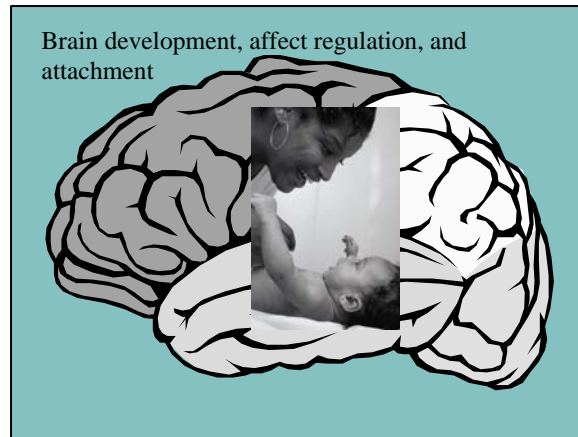 Brain development, affect regulation, and
attachment